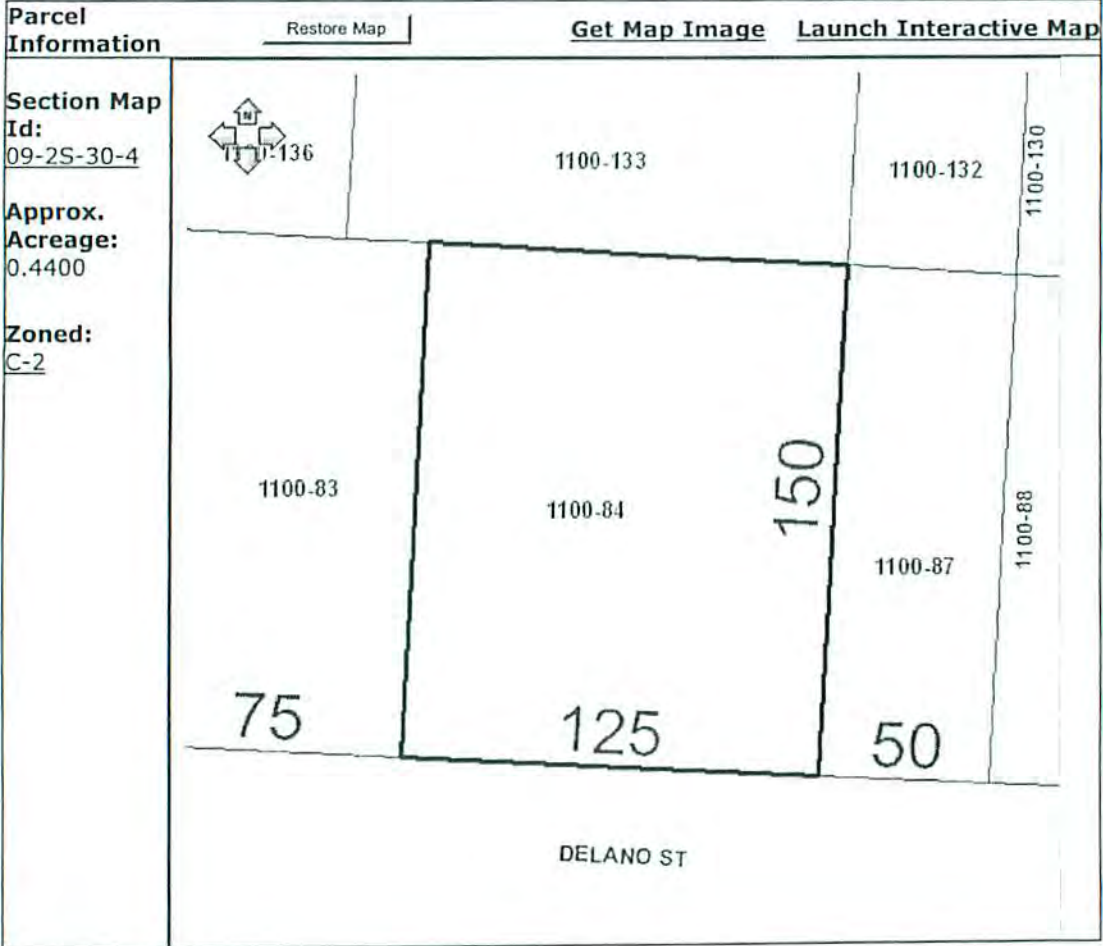 Parcel
Information
Restore Map
Get Map Image
Launch Interactive Map
Section Map
Id:
09-2S-30-4
Approx.
Acreage:
0.4400
Zoned:
C-2
N
136
1100-133
1100-132
1100-130
1100-83
1100-84
150
1100-87
1100-88
75
125
50
DELANO ST